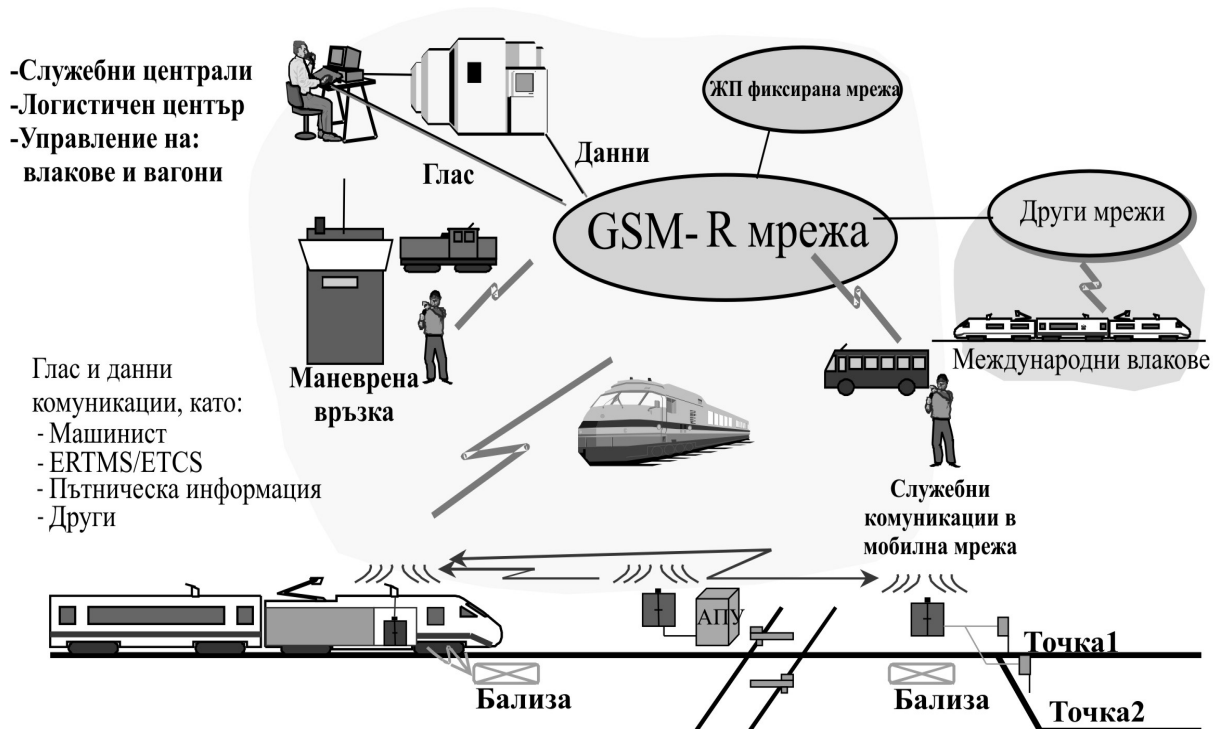 -Служебни централи
-Логистичен център
-Управление на:
влакове и вагони
Глас
Данни
ЖП фиксирана мрежа
GSM-R мрежа
Други мрежи
Международни влакове
Маневрена
връзка
Глас и данни
комуникации, като:
- Машинист
- ERTMS/ETCS
- Пътническа информация
- Други
Служебни
комуникации в
мобилна мрежа
АПУ
Бализа
Бализа
Точка1
Точка2